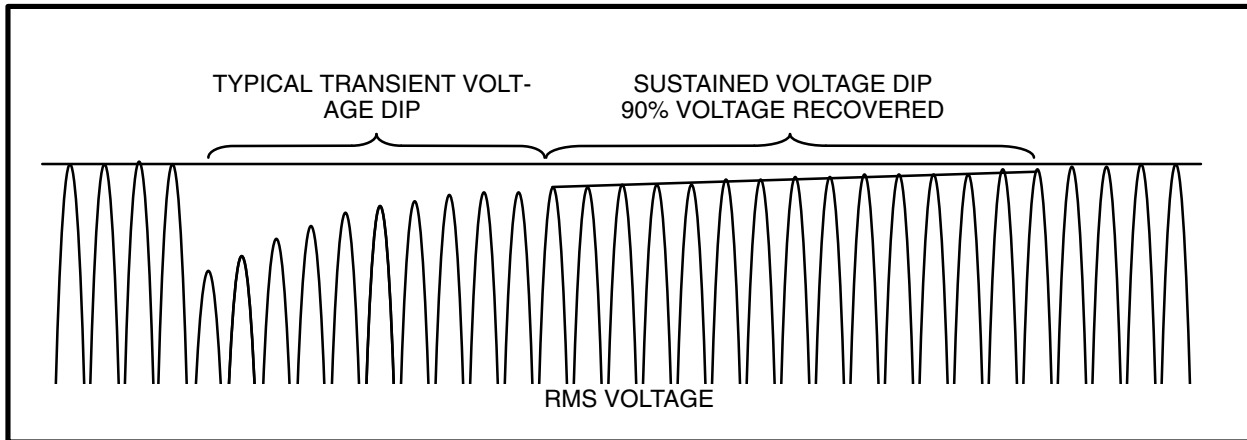 TYPICAL TRANSIENT VOLT-
AGE DIP
SUSTAINED VOLTAGE DIP
90% VOLTAGE RECOVERED
RMS VOLTAGE